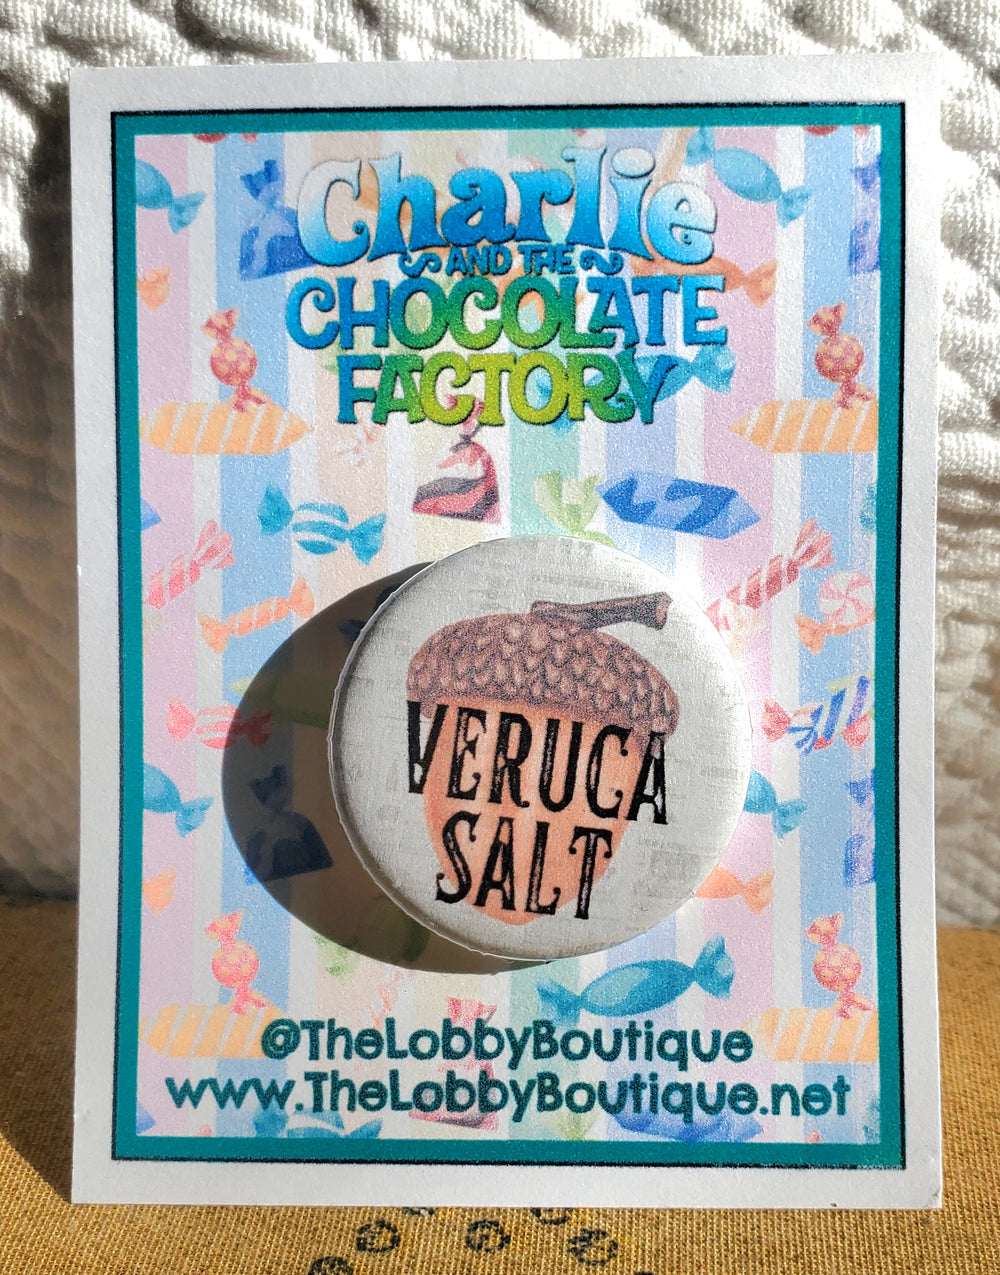 Charlie
AND THE
CHOCOLATE
FACTORY
VERUCA
SALT
@TheLobbyBoutique
www.TheLobbyBoutique.net